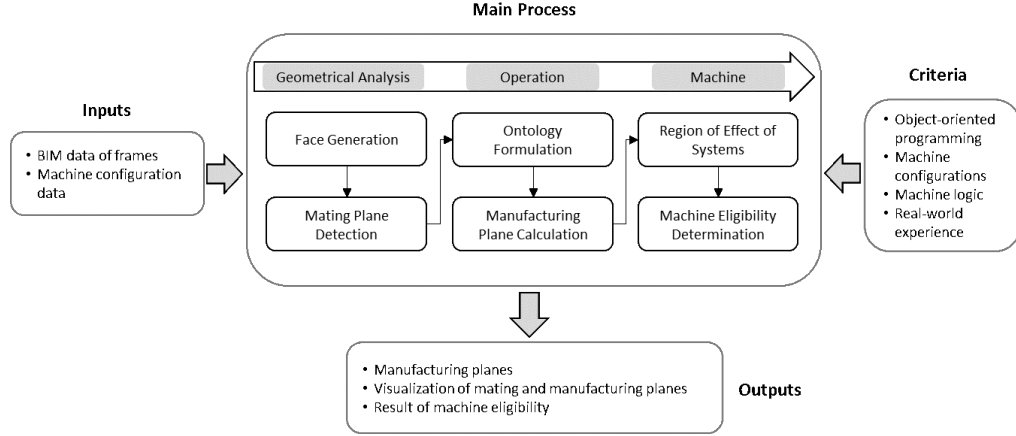 Main Process
Geometrical Analysis
Operation
Machine
Face Generation
Ontology
Formulation
Region of Effect of
Systems
Mating Plane
Detection
Manufacturing
Plane Calculation
Machine Eligibility
Determination
Inputs
• BIM data of frames
• Machine configuration
data
Criteria
• Object-oriented
programming
• Machine
configurations
• Machine logic
• Real-world
experience
• Manufacturing planes
• Visualization of mating and manufacturing planes
• Result of machine eligibility
Outputs